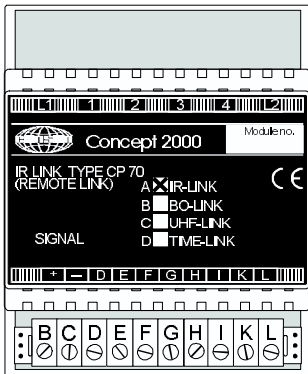 L1 1 2 3 4 L2
Concept 2000
Module no.
IR LINK TYPE CP 70
(REMOTE LINK)
CE
A IR-LINK
B BO-LINK
C UHF-LINK
D TIME-LINK
SIGNAL
+ – D E F G H I K L
B C D E F G H I K L